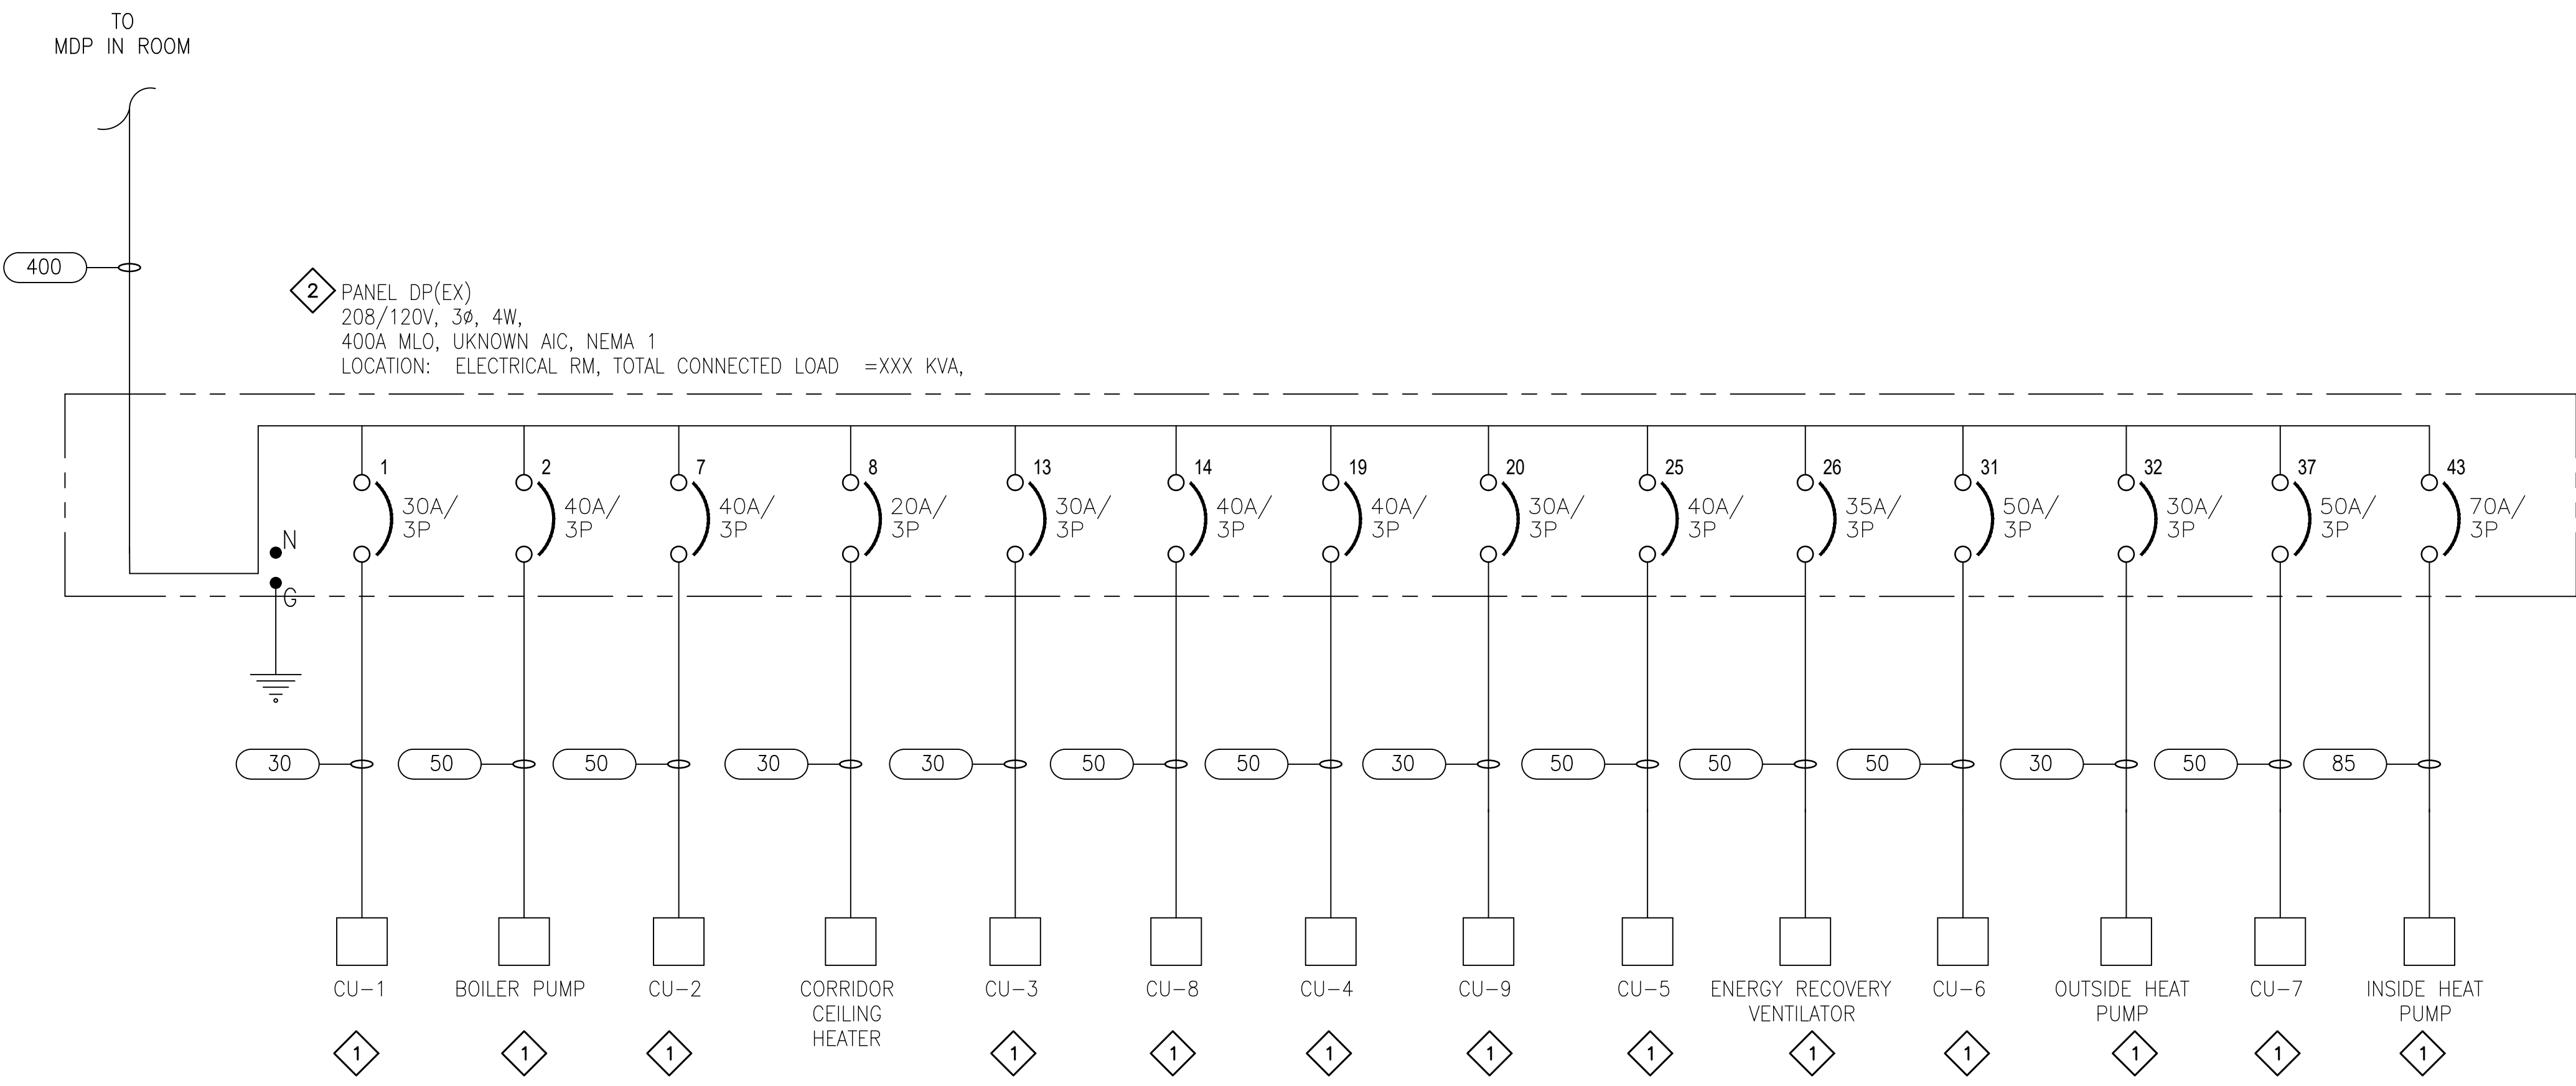 TO
MDP IN ROOM
400
2
PANEL DP(EX)
208/120V, 3ø, 4W,
400A MLO, UKNOWN AIC, NEMA 1
LOCATION: ELECTRICAL RM, TOTAL CONNECTED LOAD =XXX KVA,
N
G
1
30A/
3P
2
40A/
3P
7
40A/
3P
8
20A/
3P
13
30A/
3P
14
40A/
3P
19
40A/
3P
20
30A/
3P
25
40A/
3P
26
35A/
3P
31
50A/
3P
32
30A/
3P
37
50A/
3P
43
70A/
3P
30
50
50
30
30
50
50
30
50
50
50
30
50
85
CU-1
BOILER PUMP
CU-2
CORRIDOR
CEILING
HEATER
CU-3
CU-8
CU-4
CU-9
CU-5
ENERGY RECOVERY
VENTILATOR
CU-6
OUTSIDE HEAT
PUMP
CU-7
INSIDE HEAT
PUMP
1
1
1
1
1
1
1
1
1
1
1
1
1